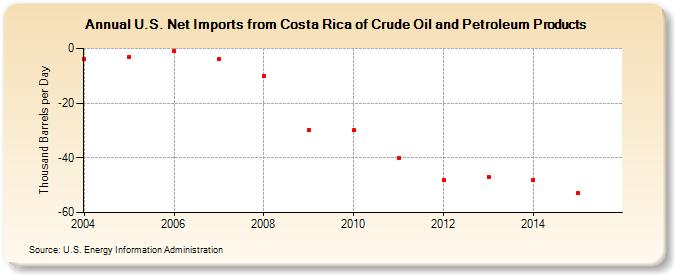 Annual U.S. Net Imports from Costa Rica of Crude Oil and Petroleum Products
Thousand Barrels per Day
0
-20
-40
-60
2004 2006 2008 2010 2012 2014
Source: U.S. Energy Information Administration